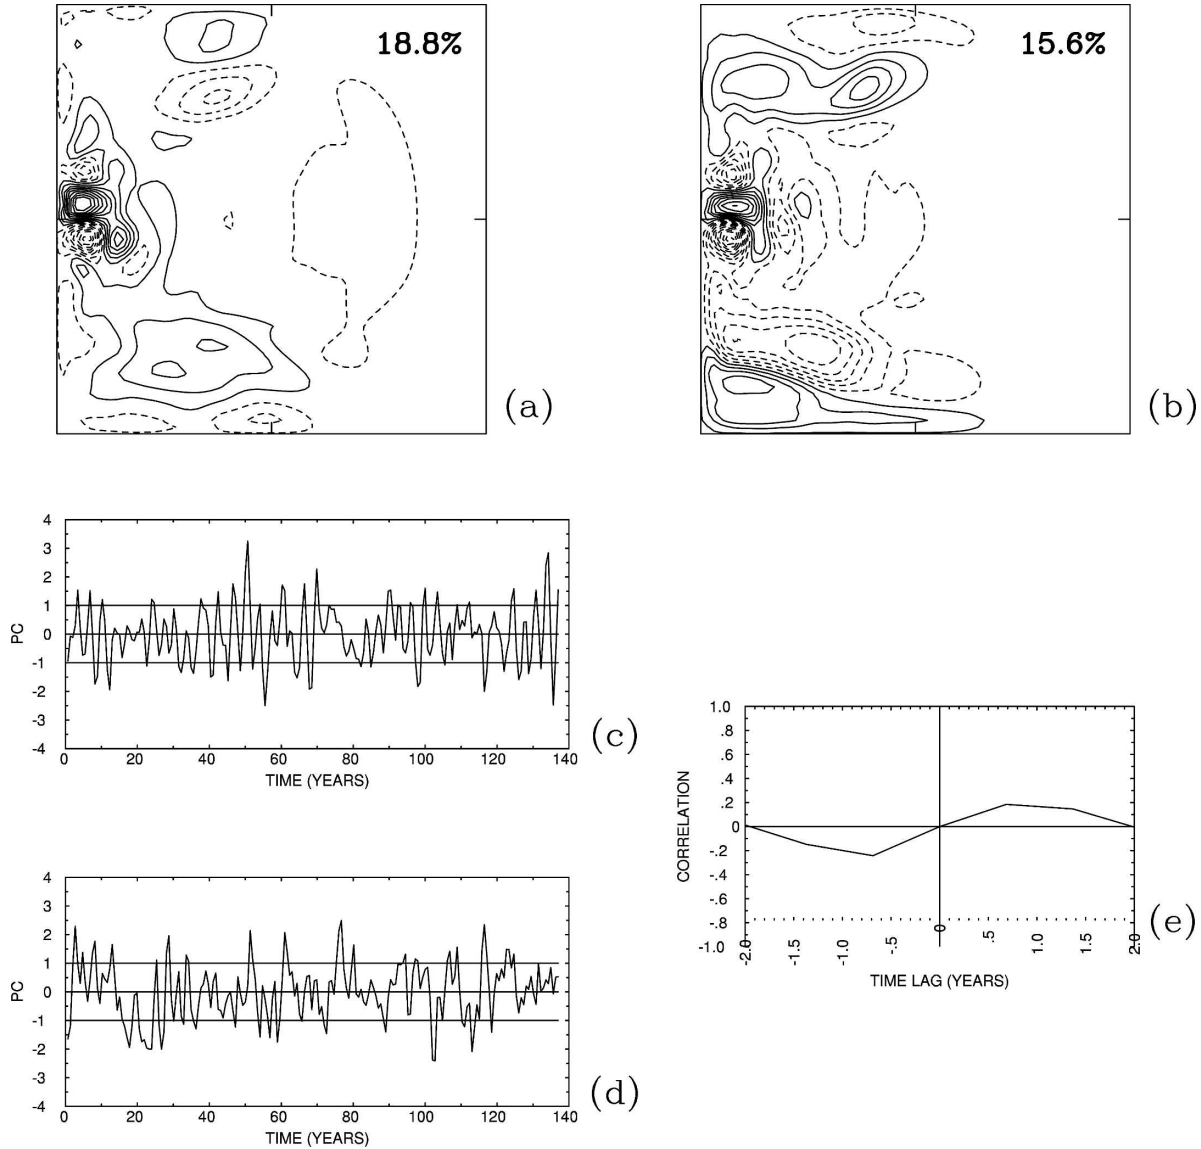 18.8%
(a)
15.6%
(b)
4
3
2
1
0
-1
-2
-3
-4
PC
0 20 40 60 80 100 120 140
TIME (YEARS)
(c)
4
3
2
1
0
-1
-2
-3
-4
PC
0 20 40 60 80 100 120 140
TIME (YEARS)
(d)
1.0
.8
.6
.4
.2
0
-.2
-.4
-.6
-.8
-1.0
CORRELATION
-2.0 -1.5 -1.0 -.5 0 .5 1.0 1.5 2.0
TIME LAG (YEARS)
(e)